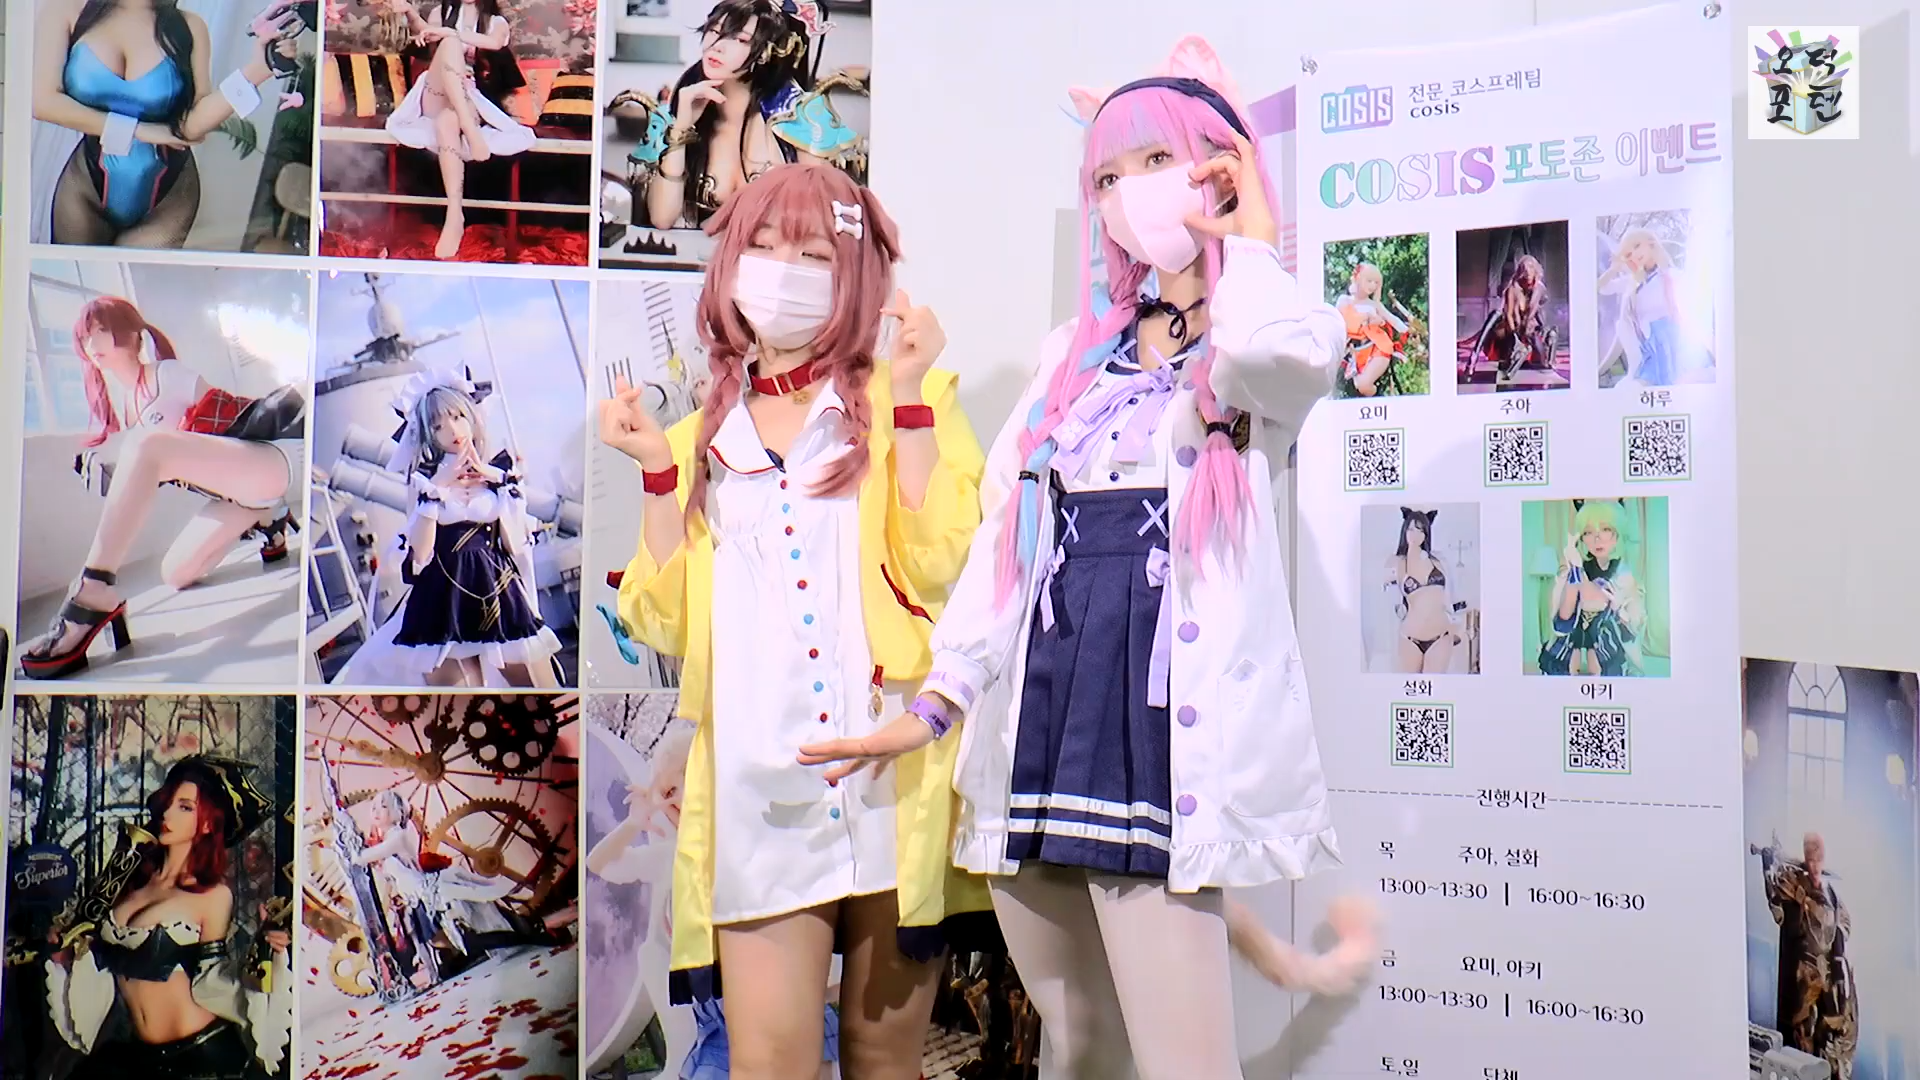 오덕
포텐
COSIS
전문 코스프레팀
cosis
COSIS 포토존 이벤트
요미
주아
하루
설화
아키
진행시간
목 주아, 설화
13:00~13:30 | 16:00~16:30
금 요미, 아키
13:00~13:30 | 16:00~16:30
토,일 단체
Superior